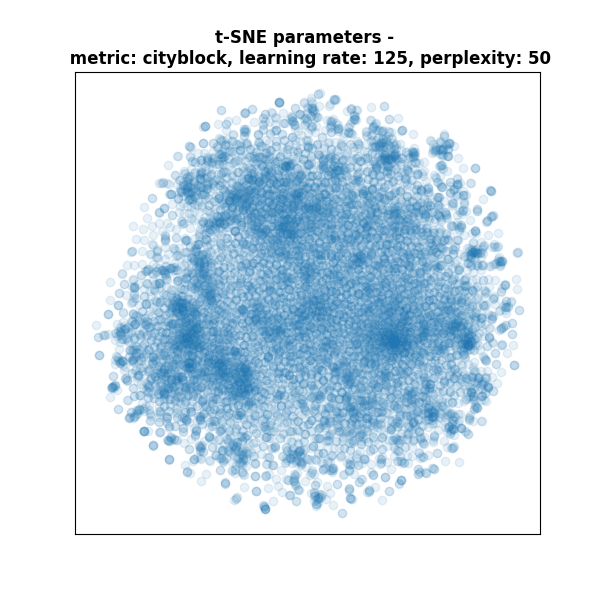 t-SNE parameters -
metric: cityblock, learning rate: 125, perplexity: 50